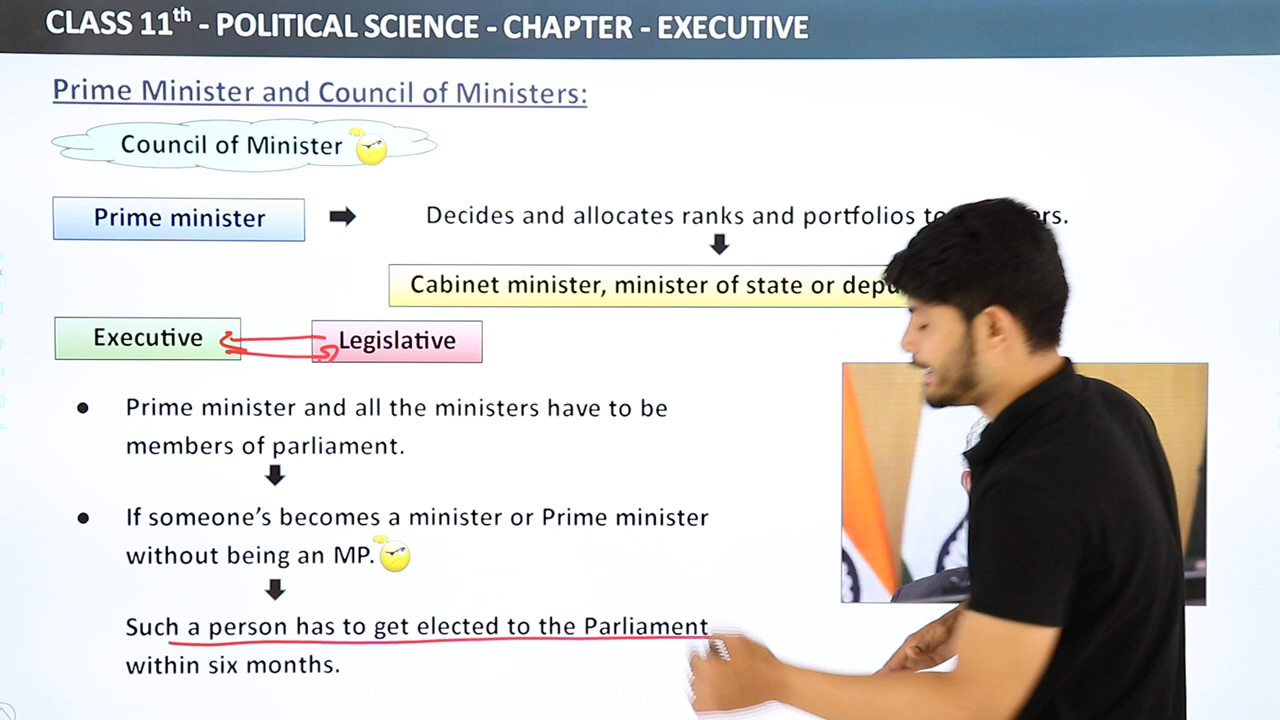 CLASS 11th - POLITICAL SCIENCE - CHAPTER - EXECUTIVE
Prime Minister and Council of Ministers:
Council of Minister
Prime minister
Decides and allocates ranks and portfolios
Cabinet minister, minister of state or
Executive
Legislative
Prime minister and all the ministers have to be
members of parliament.
If someone's becomes a minister or Prime minister
without being an MP.
Such a person has to get elected to the Parliament
within six months.